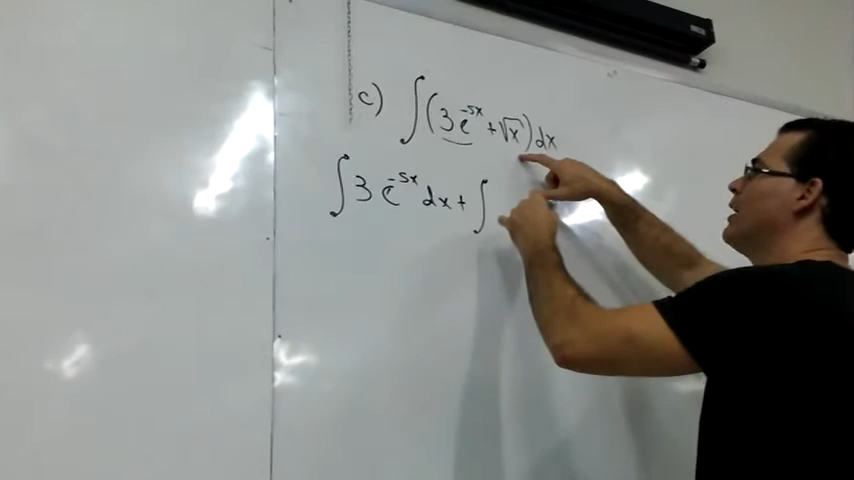 c) ∫(3e^-5x + √x)dx
∫3e^-5x dx + ∫